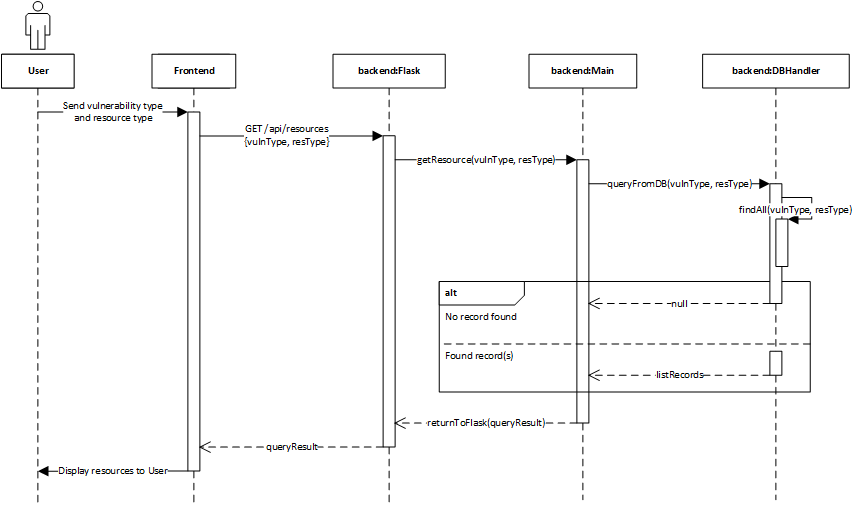 User
Frontend
backend:Flask
backend:Main
backend:DBHandler
Send vulnerability type
and resource type
GET /api/resources
{vulnType, resType}
getResource(vulnType, resType)
queryFromDB(vulnType, resType)
findAll(vulnType, resType)
alt
null
No record found
Found record(s)
listRecords
returnToFlask(queryResult)
queryResult
Display resources to User